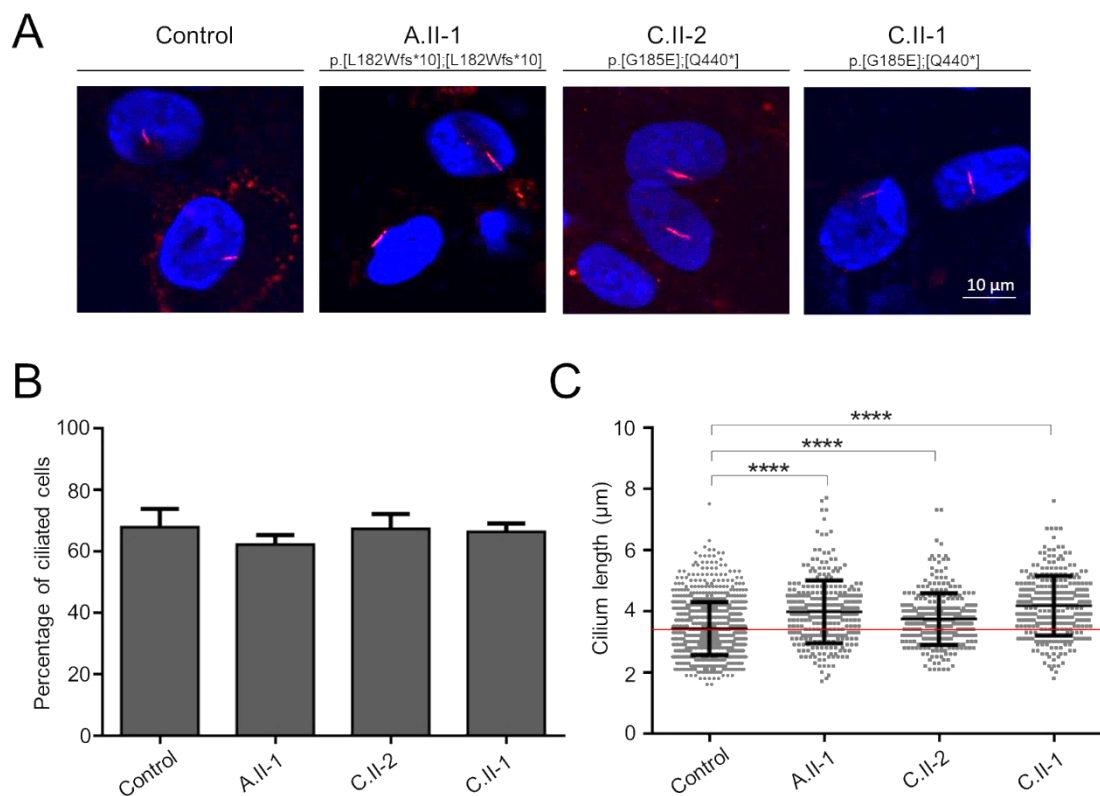 A
Control
A.II-1
C.II-2
C.II-1
p.[L182Wfs*10];[L182Wfs*10]
p.[G185E];[Q440*]
p.[G185E];[Q440*]
10 µm
B
C
Percentage of ciliated cells
100
80
60
40
20
0
Control
A.II-1
C.II-2
C.II-1
Cilium length (µm)
10
8
6
4
2
0
****
****
****
Control
A.II-1
C.II-2
C.II-1